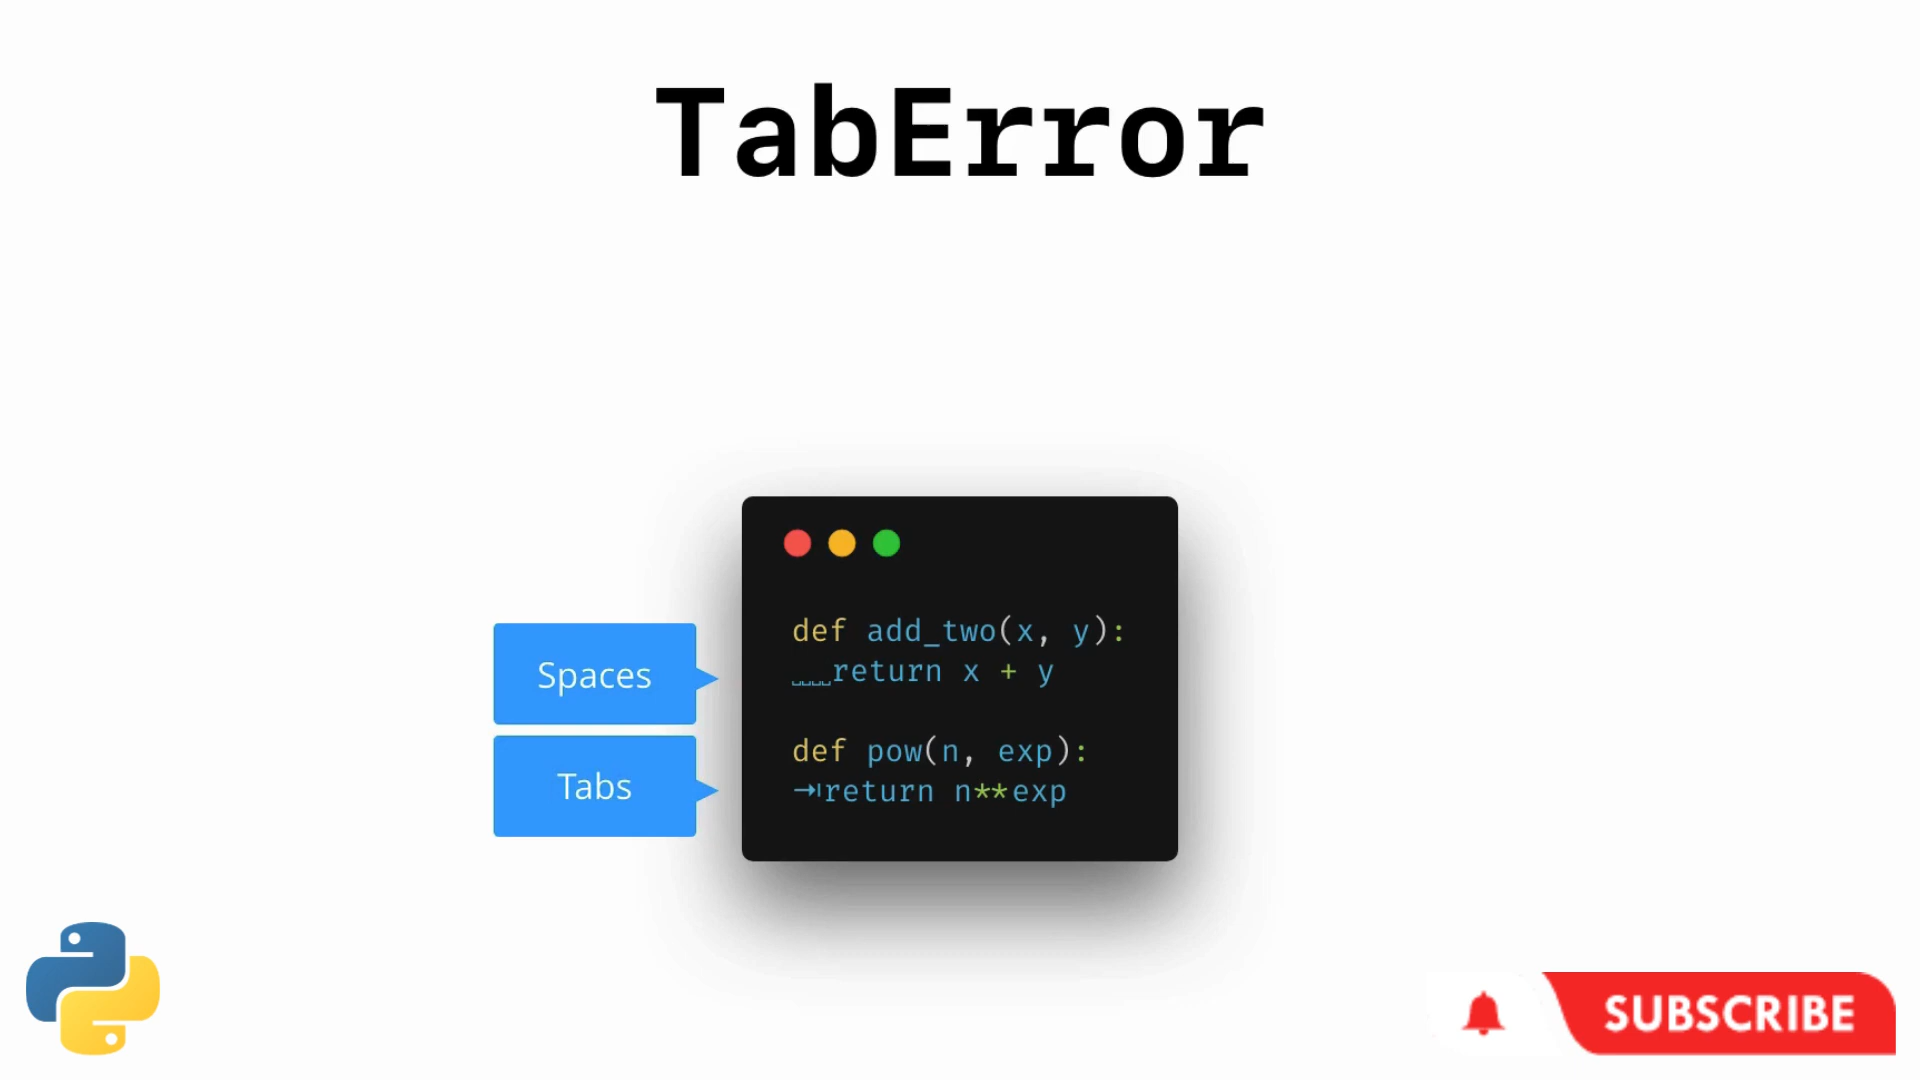 TabError
Spaces
Tabs
def add_two(x, y):
␣␣␣␣return x + y
def pow(n, exp):
⇥return n**exp
SUBSCRIBE